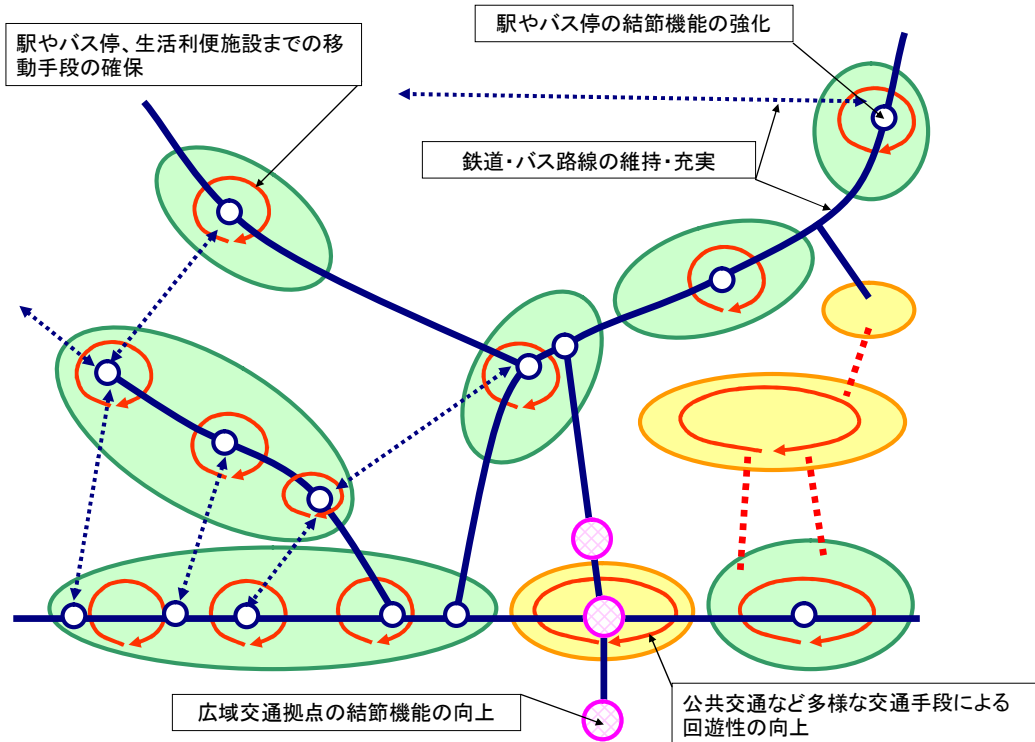 駅やバス停の結節機能の強化
駅やバス停、生活利便施設までの移
動手段の確保
鉄道・バス路線の維持・充実
広域交通拠点の結節機能の向上
公共交通など多様な交通手段による
回遊性の向上